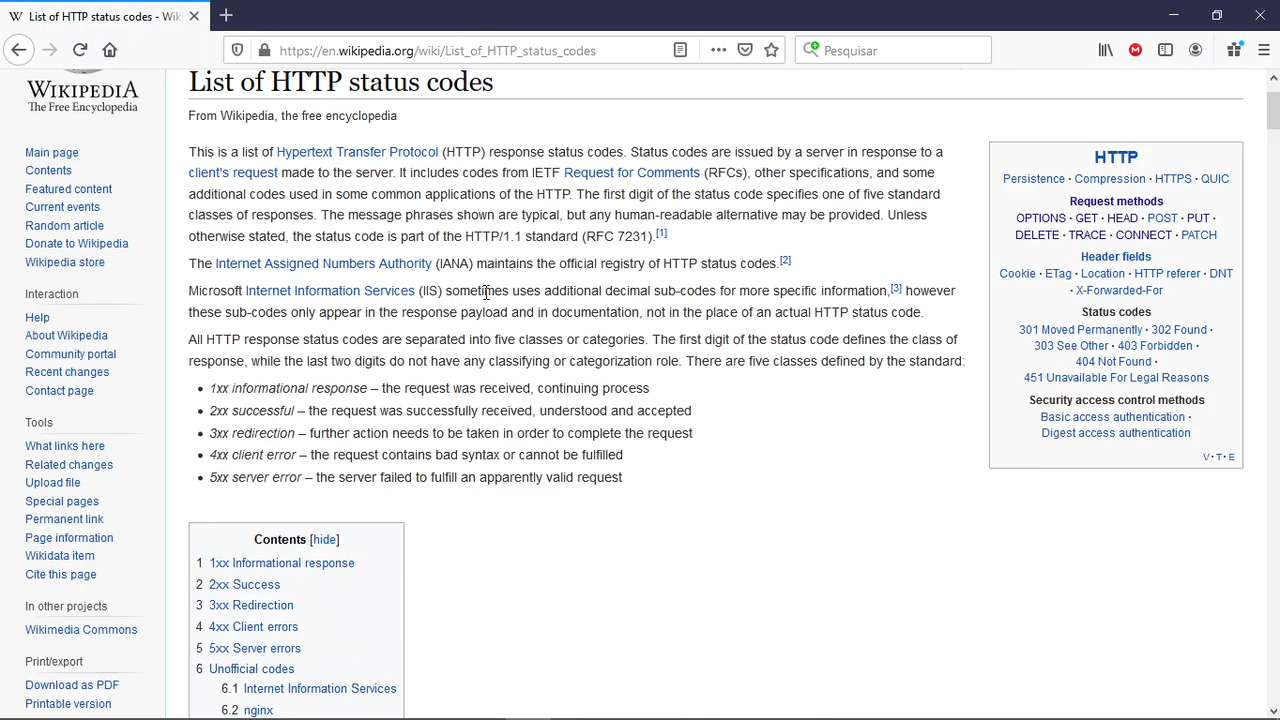 List of HTTP status codes - Wiki
https://en.wikipedia.org/wiki/List_of_HTTP_status_codes
Pesquisar
WIKIPEDIA
The Free Encyclopedia
Main page
Contents
Featured content
Current events
Random article
Donate to Wikipedia
Wikipedia store
Interaction
Help
About Wikipedia
Community portal
Recent changes
Contact page
Tools
What links here
Related changes
Upload file
Special pages
Permanent link
Page information
Wikidata item
Cite this page
In other projects
Wikimedia Commons
Print/export
Download as PDF
Printable version
List of HTTP status codes
From Wikipedia, the free encyclopedia
This is a list of Hypertext Transfer Protocol (HTTP) response status codes. Status codes are issued by a server in response to a
client's request made to the server. It includes codes from IETF Request for Comments (RFCs), other specifications, and some
additional codes used in some common applications of the HTTP. The first digit of the status code specifies one of five standard
classes of responses. The message phrases shown are typical, but any human-readable alternative may be provided. Unless
otherwise stated, the status code is part of the HTTP/1.1 standard (RFC 7231).[1]
The Internet Assigned Numbers Authority (IANA) maintains the official registry of HTTP status codes.[2]
Microsoft Internet Information Services (IIS) sometimes uses additional decimal sub-codes for more specific information,[3] however
these sub-codes only appear in the response payload and in documentation, not in the place of an actual HTTP status code.
All HTTP response status codes are separated into five classes or categories. The first digit of the status code defines the class of
response, while the last two digits do not have any classifying or categorization role. There are five classes defined by the standard:
• 1xx informational response – the request was received, continuing process
• 2xx successful – the request was successfully received, understood and accepted
• 3xx redirection – further action needs to be taken in order to complete the request
• 4xx client error – the request contains bad syntax or cannot be fulfilled
• 5xx server error – the server failed to fulfill an apparently valid request
Contents [hide]
1 1xx Informational response
2 2xx Success
3 3xx Redirection
4 4xx Client errors
5 5xx Server errors
6 Unofficial codes
6.1 Internet Information Services
6.2 nginx
HTTP
Persistence · Compression · HTTPS · QUIC
Request methods
OPTIONS · GET · HEAD · POST · PUT ·
DELETE · TRACE · CONNECT · PATCH
Header fields
Cookie · ETag · Location · HTTP referer · DNT
· X-Forwarded-For
Status codes
301 Moved Permanently · 302 Found ·
303 See Other · 403 Forbidden ·
404 Not Found ·
451 Unavailable For Legal Reasons
Security access control methods
Basic access authentication ·
Digest access authentication
V · T · E